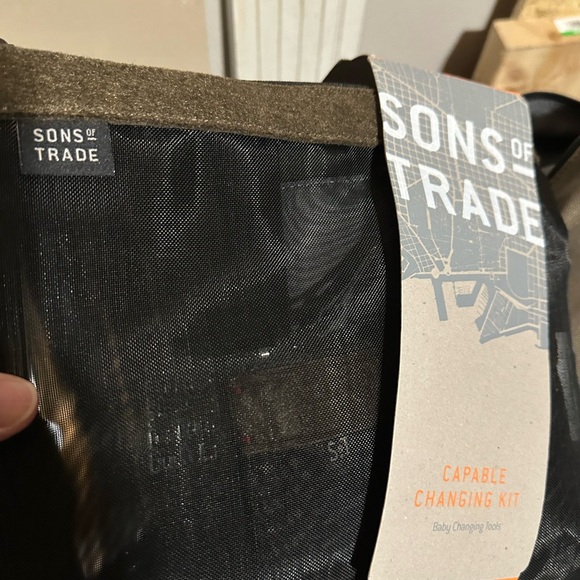 SONS OF
TRADE
SONS OF
TRADE
CAPABLE
CHANGING KIT
Baby Changing Tools
S&T